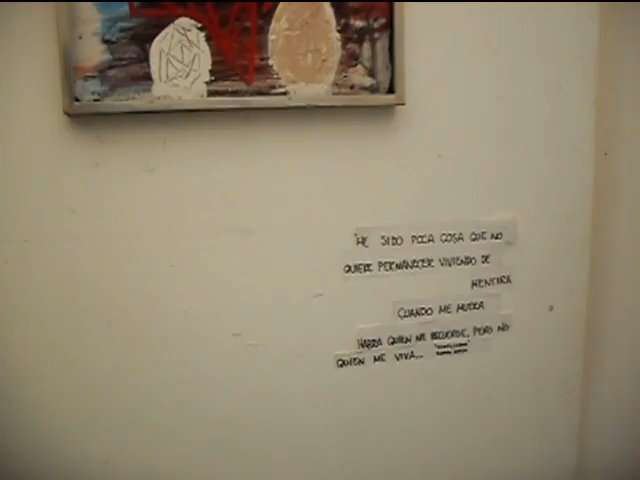 "HE SIDO POCA COSA QUE NO
QUIERE PERMANECER VIVIENDO DE
MENTIRA
CUANDO ME MUERA
HABRA QUIEN ME RECUERDE, PERO NO
QUIEN ME VIVA...